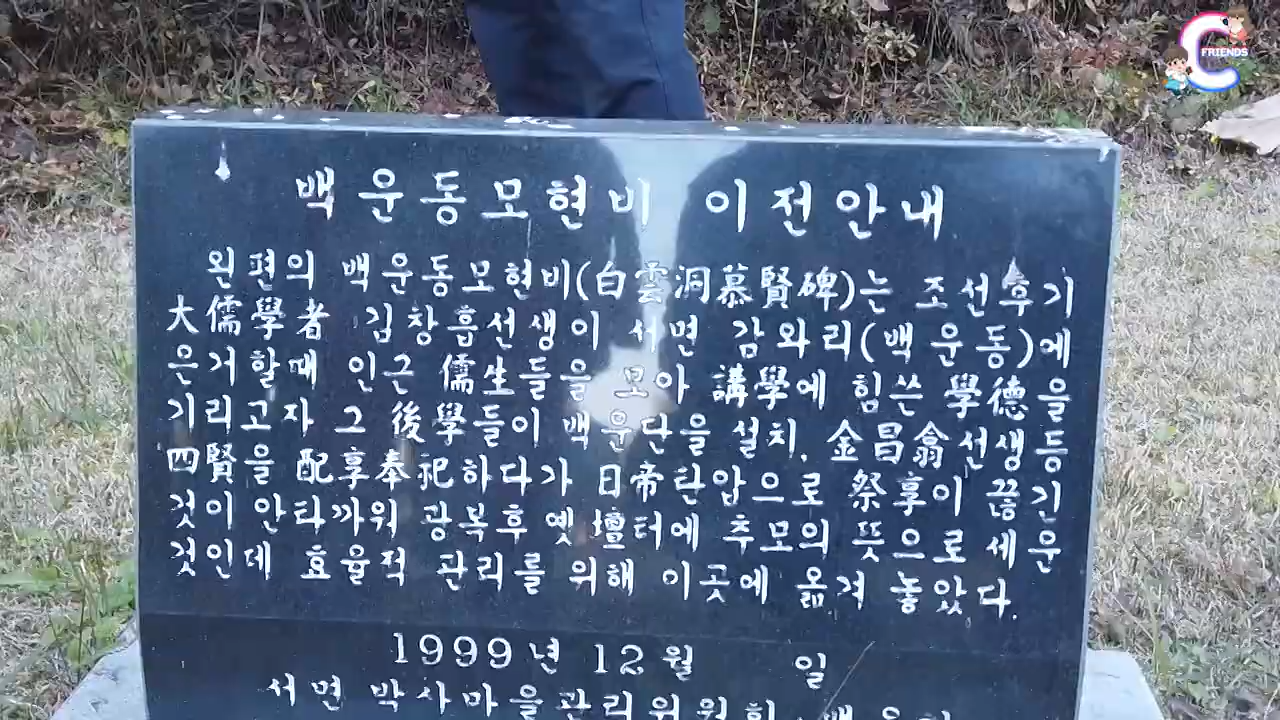 백운동모현비 이전안내
왼편의 백운동모현비(白雲洞慕賢碑)는 조선후기
大儒學者 김창흡선생이 서면 감와리(백운동)에
은거할때 인근 儒生들을 모아 講學에 힘쓴 學德을
기리고자 그 後學들이 백운단을 설치, 金昌翕선생등
四賢을 配享奉祀하다가 日帝탄압으로 祭享이 끊긴
것이 안타까워 광복후 옛壇터에 추모의 뜻으로 세운
것인데 효율적 관리를 위해 이곳에 옮겨 놓았다.
1999년 12월 일
서면 박사마을관리위원회
C FRIENDS